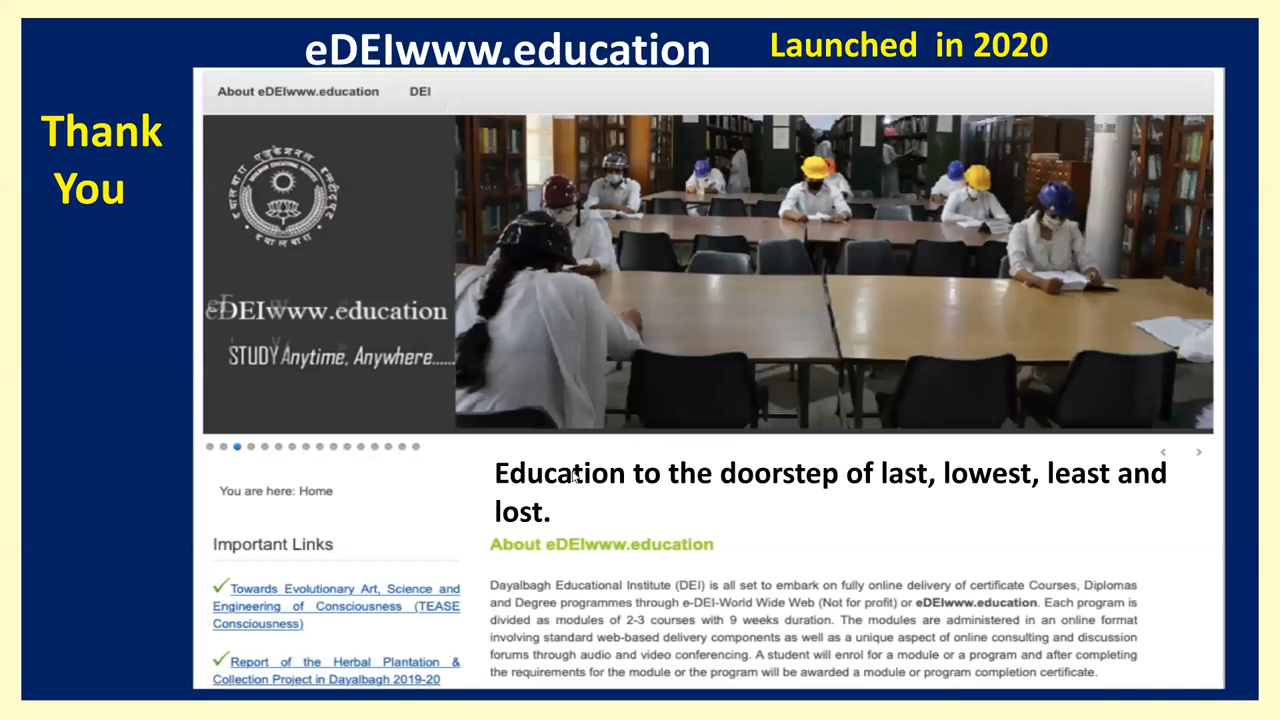 eDEIwww.education
Launched in 2020
Thank
You
About eDEIwww.education DEI
eDEIwww.education
STUDY Anytime, Anywhere.....
You are here: Home
Education to the doorstep of last, lowest, least and
lost.
Important Links
Towards Evolutionary Art, Science and
Engineering of Consciousness (TEASE
Consciousness)
Report of the Herbal Plantation &
Collection Project in Dayalbagh 2019-20
About eDEIwww.education
Dayalbagh Educational Institute (DEI) is all set to embark on fully online delivery of certificate Courses, Diplomas
and Degree programmes through e-DEI-World Wide Web (Not for profit) or eDEIwww.education. Each program is
divided as modules of 2-3 courses with 9 weeks duration. The modules are administered in an online format
involving standard web-based delivery components as well as a unique aspect of online consulting and discussion
forums through audio and video conferencing. A student will enrol for a module or a program and after completing
the requirements for the module or the program will be awarded a module or program completion certificate.